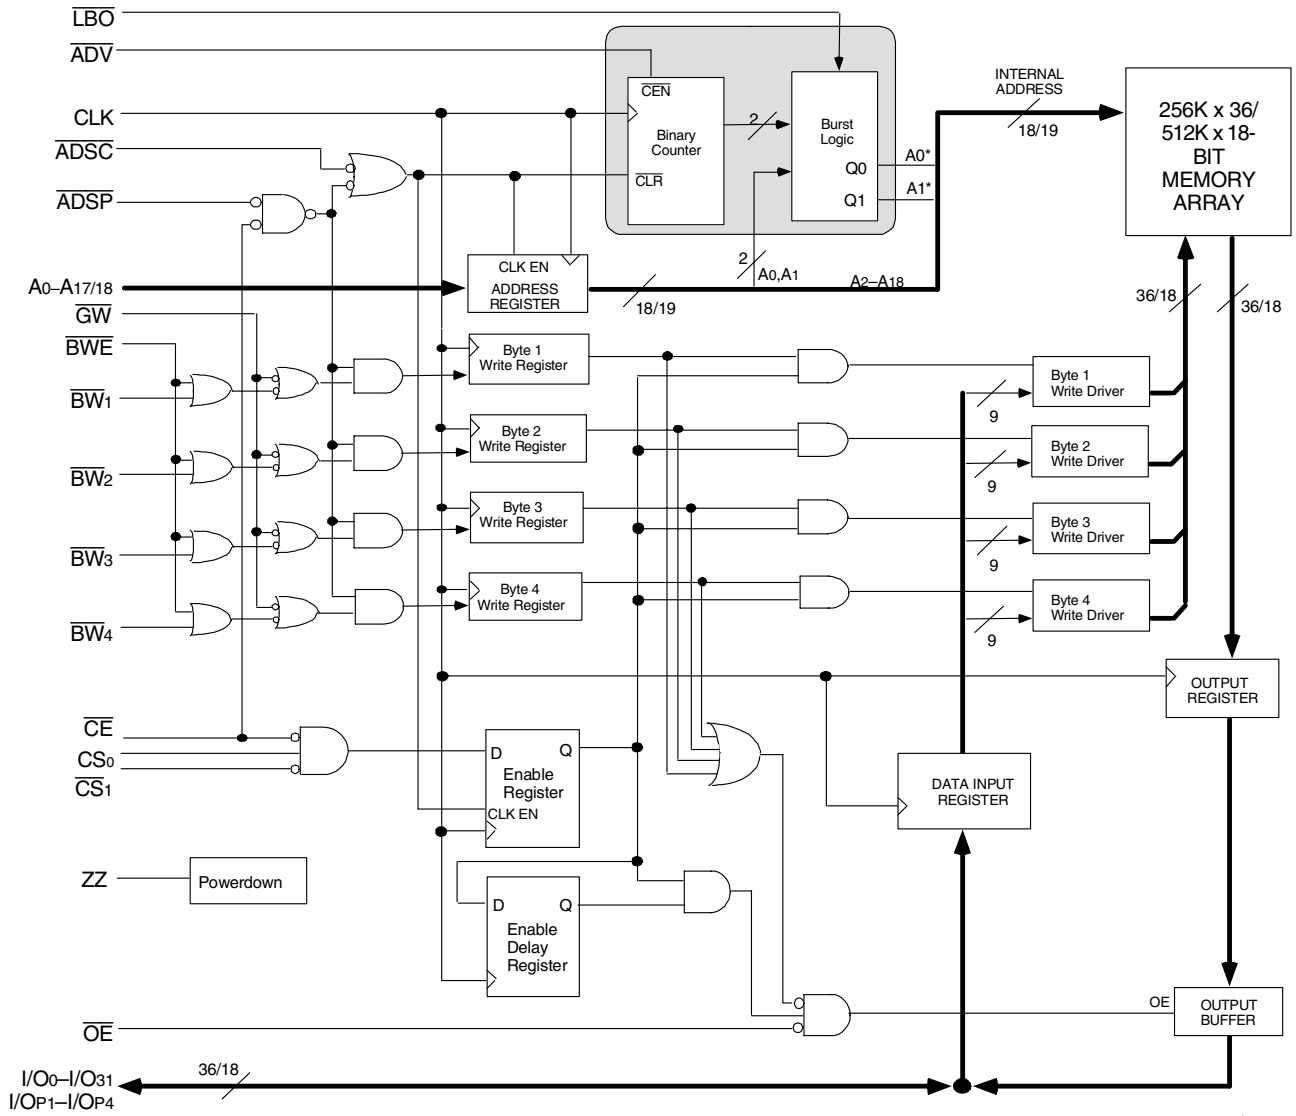 LBO
ADV
CLK
ADSC
ADSP
A0–A17/18
GW
BWE
BW1
BW2
BW3
BW4
CE
CS0
CS1
ZZ
Powerdown
OE
I/O0–I/O31
I/OP1–I/OP4
36/18
CEN
Binary
Counter
CLR
2
Burst
Logic
Q0
Q1
A0*
A1*
2
A0,A1
A2–A18
INTERNAL
ADDRESS
18/19
256K x 36/
512K x 18-
BIT
MEMORY
ARRAY
CLK EN
ADDRESS
REGISTER
18/19
36/18
36/18
Byte 1
Write Register
Byte 2
Write Register
Byte 3
Write Register
Byte 4
Write Register
Byte 1
Write Driver
9
Byte 2
Write Driver
9
Byte 3
Write Driver
9
Byte 4
Write Driver
9
OUTPUT
REGISTER
D Q
Enable
Register
CLK EN
DATA INPUT
REGISTER
D Q
Enable
Delay
Register
OE
OUTPUT
BUFFER